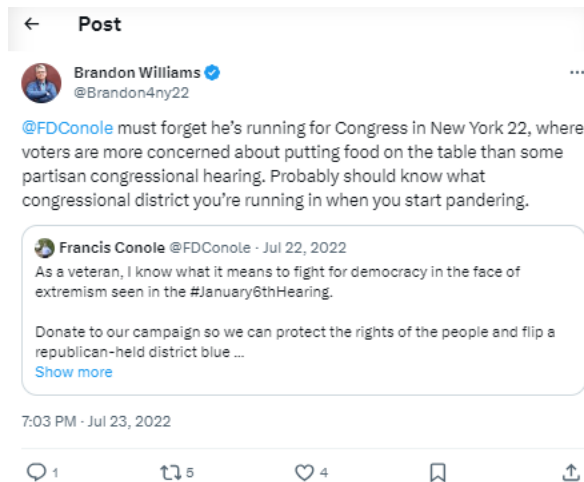 Post
Brandon Williams
@Brandon4ny22
@FDConole must forget he's running for Congress in New York 22, where
voters are more concerned about putting food on the table than some
partisan congressional hearing. Probably should know what
congressional district you're running in when you start pandering.
Francis Conole @FDConole · Jul 22, 2022
As a veteran, I know what it means to fight for democracy in the face of
extremism seen in the #January6thHearing.
Donate to our campaign so we can protect the rights of the people and flip a
republican-held district blue ...
Show more
7:03 PM · Jul 23, 2022
1 5 4